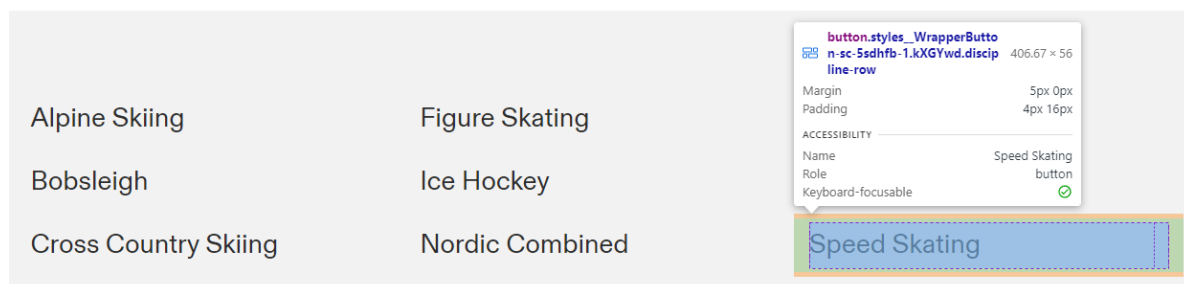 button.styles__WrapperButto
n-sc-5sdhfb-1.kXGYwd.discip
line-row
406.67 × 56
Margin 5px 0px
Padding 4px 16px
ACCESSIBILITY
Name Speed Skating
Role button
Keyboard-focusable
Alpine Skiing Figure Skating
Bobsleigh Ice Hockey
Cross Country Skiing Nordic Combined Speed Skating